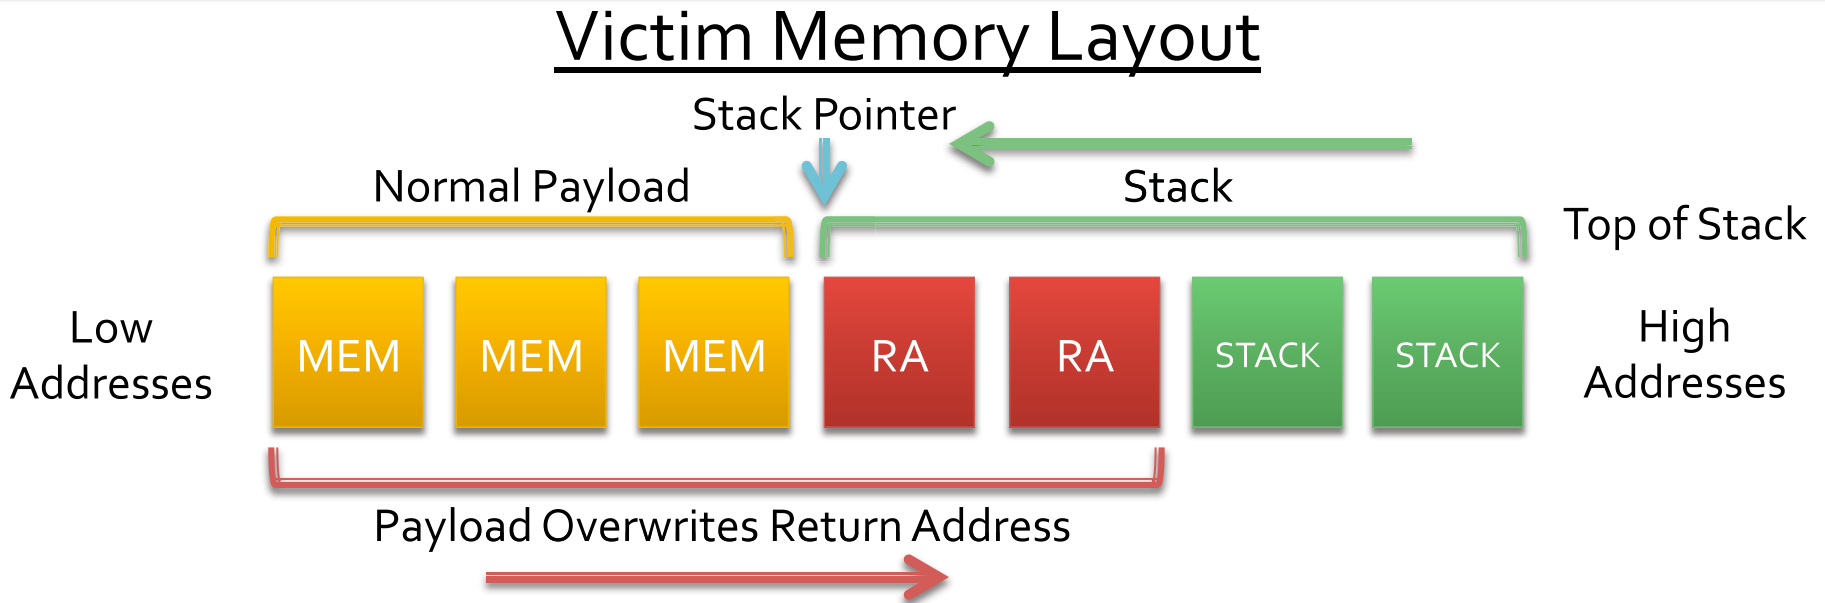 Victim Memory Layout
Stack Pointer
Normal Payload
Stack
Top of Stack
Low
Addresses
MEM
MEM
MEM
RA
RA
STACK
STACK
High
Addresses
Payload Overwrites Return Address